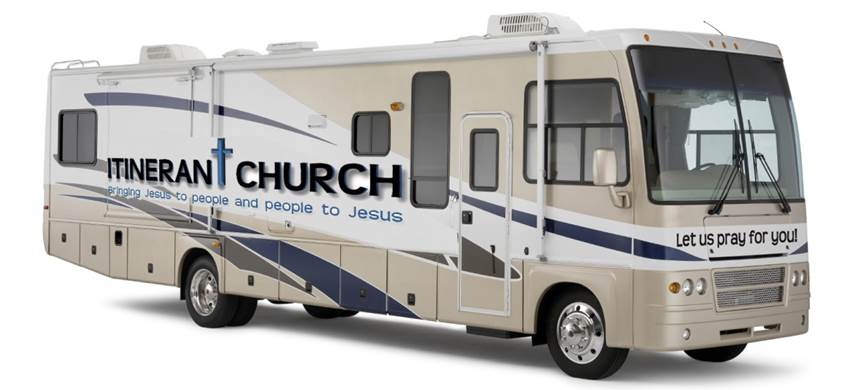 ITINERANT CHURCH
Bringing Jesus to people and people to Jesus
Let us pray for you!